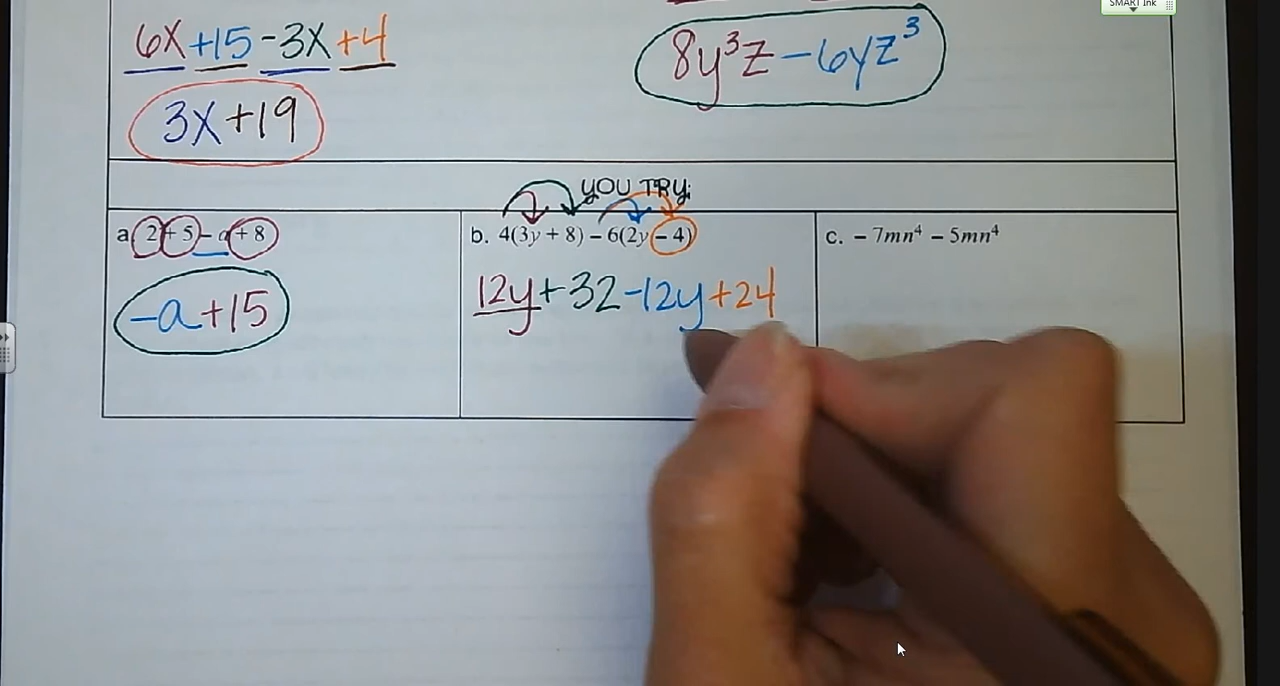 SMART Ink
6x +15 -3x +4
3x +19
8y³z - 6yz³
YOU TRY:
a 2 + 5 - a + 8
-a + 15
b. 4(3y + 8) - 6(2y - 4)
12y + 32 - 12y + 24
c. - 7mn⁴ - 5mn⁴